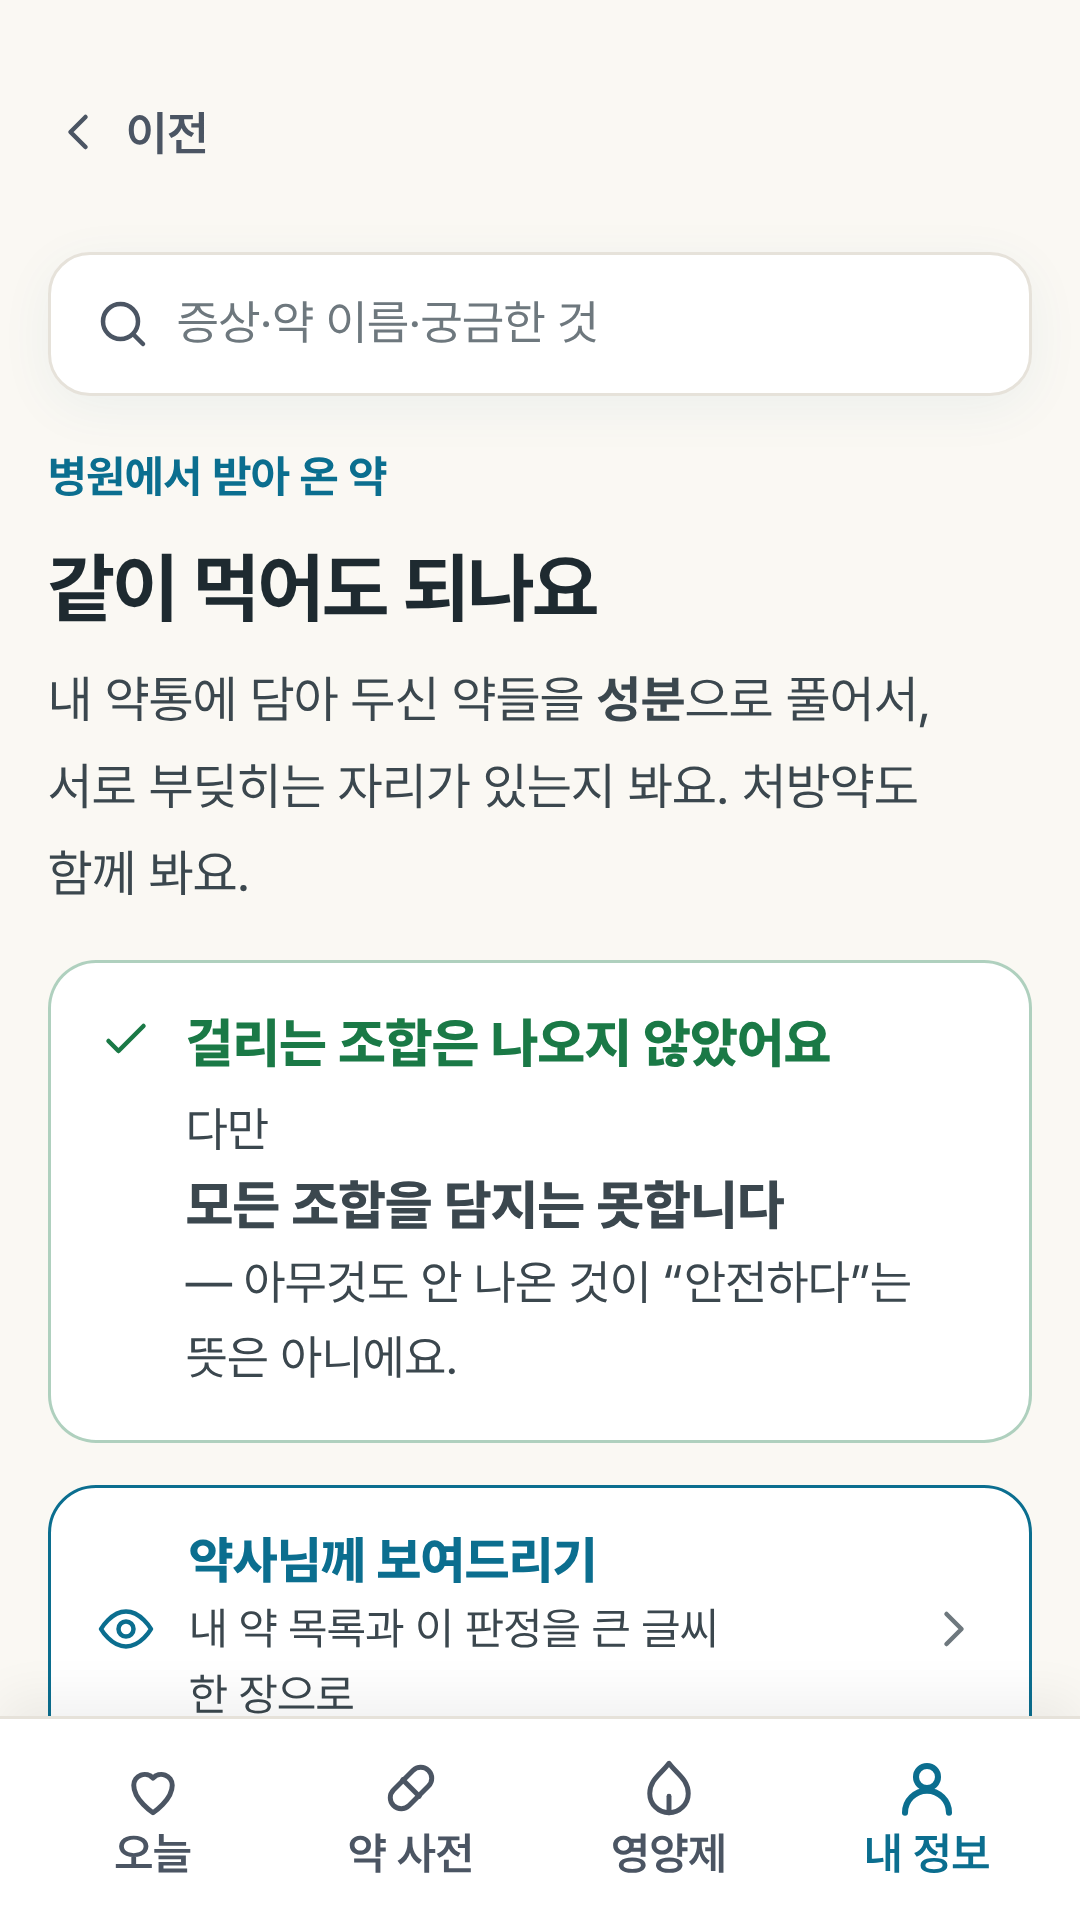 이전
증상·약 이름·궁금한 것
병원에서 받아 온 약
같이 먹어도 되나요
내 약통에 담아 두신 약들을 성분으로 풀어서,
서로 부딪히는 자리가 있는지 봐요. 처방약도
함께 봐요.
걸리는 조합은 나오지 않았어요
다만
모든 조합을 담지는 못합니다
— 아무것도 안 나온 것이 “안전하다”는
뜻은 아니에요.
약사님께 보여드리기
내 약 목록과 이 판정을 큰 글씨
한 장으로
오늘
약 사전
영양제
내 정보